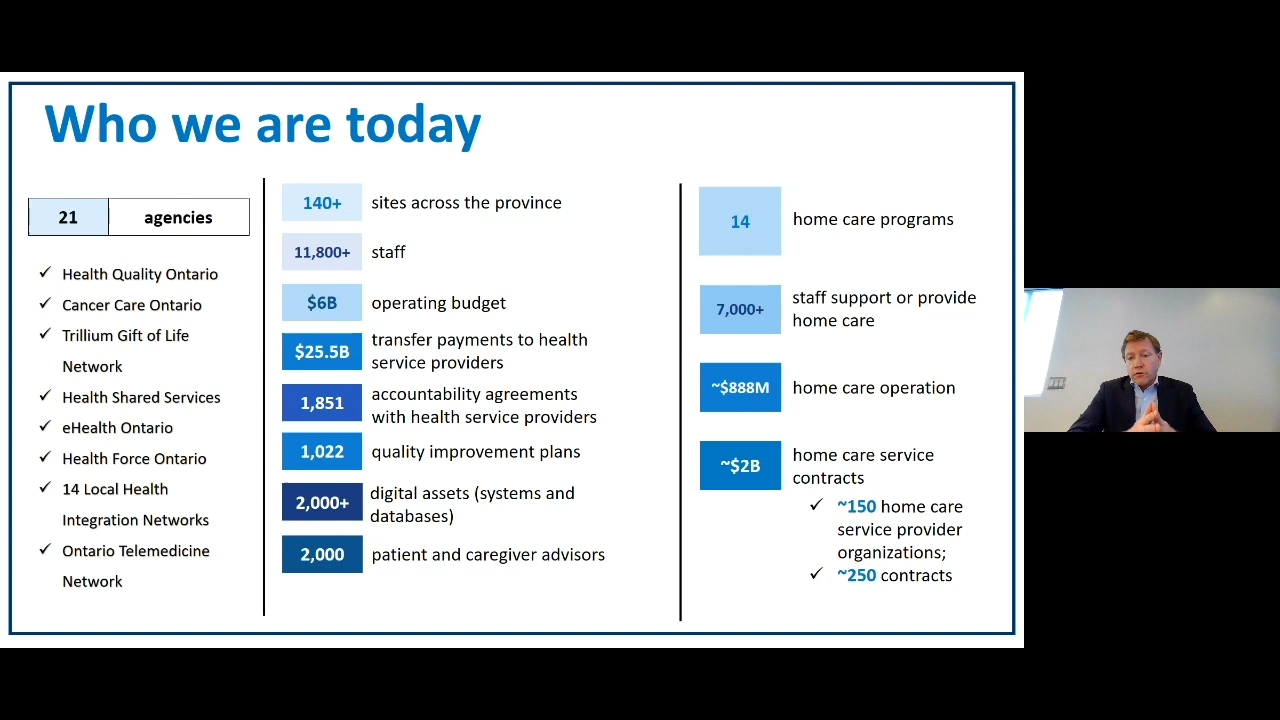 Who we are today
21 agencies
Health Quality Ontario
Cancer Care Ontario
Trillium Gift of Life
Network
Health Shared Services
eHealth Ontario
Health Force Ontario
14 Local Health
Integration Networks
Ontario Telemedicine
Network
140+ sites across the province
11,800+ staff
$6B operating budget
$25.5B transfer payments to health
service providers
1,851 accountability agreements
with health service providers
1,022 quality improvement plans
2,000+ digital assets (systems and
databases)
2,000 patient and caregiver advisors
14 home care programs
7,000+ staff support or provide
home care
~$888M home care operation
~$2B home care service
contracts
~150 home care
service provider
organizations;
~250 contracts